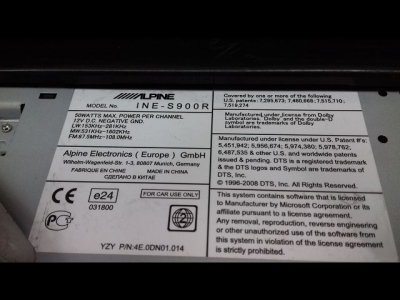 ALPINE
MODEL No. INE-S900R
50WATTS MAX. POWER PER CHANNEL
12V D.C. NEGATIVE GND.
LW:153KHz~281KHz
MW:531KHz~1602KHz
FM:87.5MHz~108.0MHz
Alpine Electronics ( Europe ) GmbH
Wilhelm-Wagenfeld-Str. 1-3, 80807 Munich, Germany
FABRIQUE EN CHINE MADE IN CHINA
СДЕЛАНО В КИТАЕ
e24
031800
FOR CAR USE ONLY
2
YZY P/N:4E.0DN01.014
Covered by one or more of the following
U.S. patents: 7,295,673; 7,460,668; 7,515,710;
7,519,274
Manufactured under license from Dolby
Laboratories. Dolby and the double-D
symbol are trademarks of Dolby
Laboratories.
Manufactured under license under U.S. Patent #'s:
5,451,942; 5,956,674; 5,974,380; 5,978,762;
6,487,535 & other U.S. and worldwide patents
issued & pending. DTS is a registered trademark
& the DTS logos and Symbol are trademarks of
DTS, Inc.
© 1996-2008 DTS, Inc. All Rights Reserved.
This system contains software that is licensed
to Manufacturer by Microsoft Corporation or its
affiliate pursuant to a license agreement.
Any removal, reproduction, reverse engineering
or other unauthorized use of the software from
this system in violation of the license agreement
is strictly prohibited.